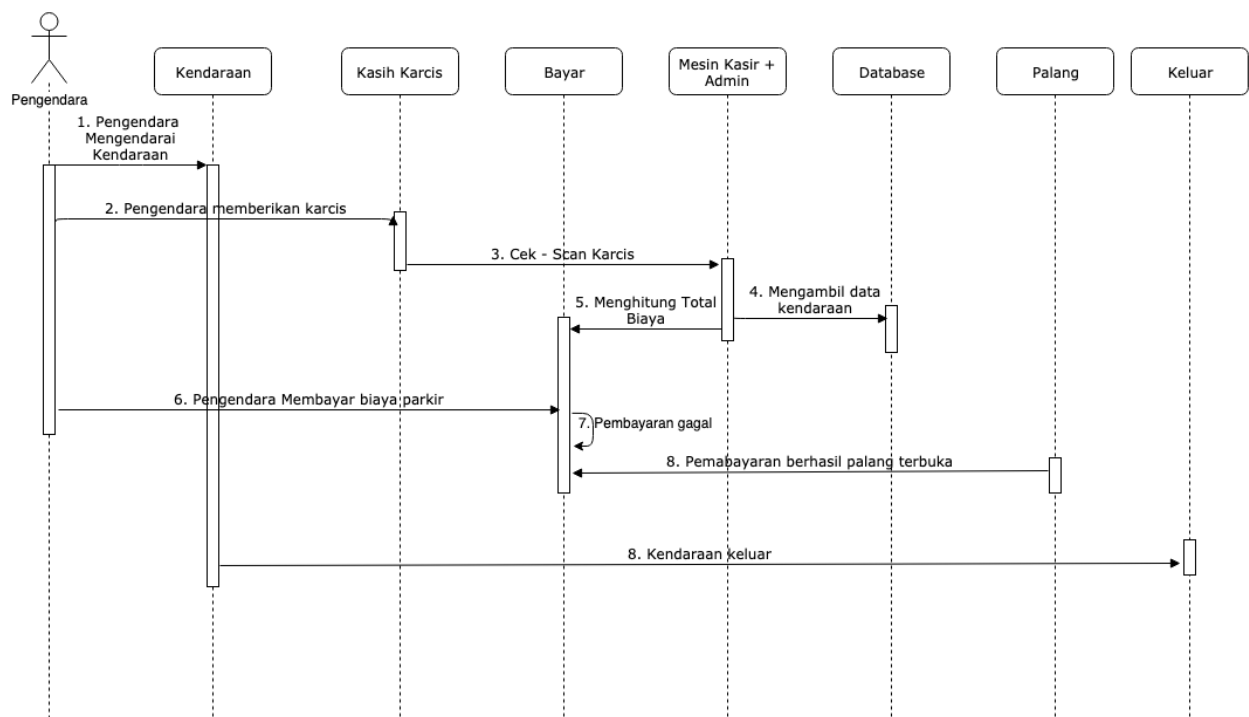 Pengendara
Kendaraan
Kasih Karcis
Bayar
Mesin Kasir +
Admin
Database
Palang
Keluar
1. Pengendara
Mengendarai
Kendaraan
2. Pengendara memberikan karcis
3. Cek - Scan Karcis
4. Mengambil data
kendaraan
5. Menghitung Total
Biaya
6. Pengendara Membayar biaya parkir
7. Pembayaran gagal
8. Pemabayaran berhasil palang terbuka
8. Kendaraan keluar